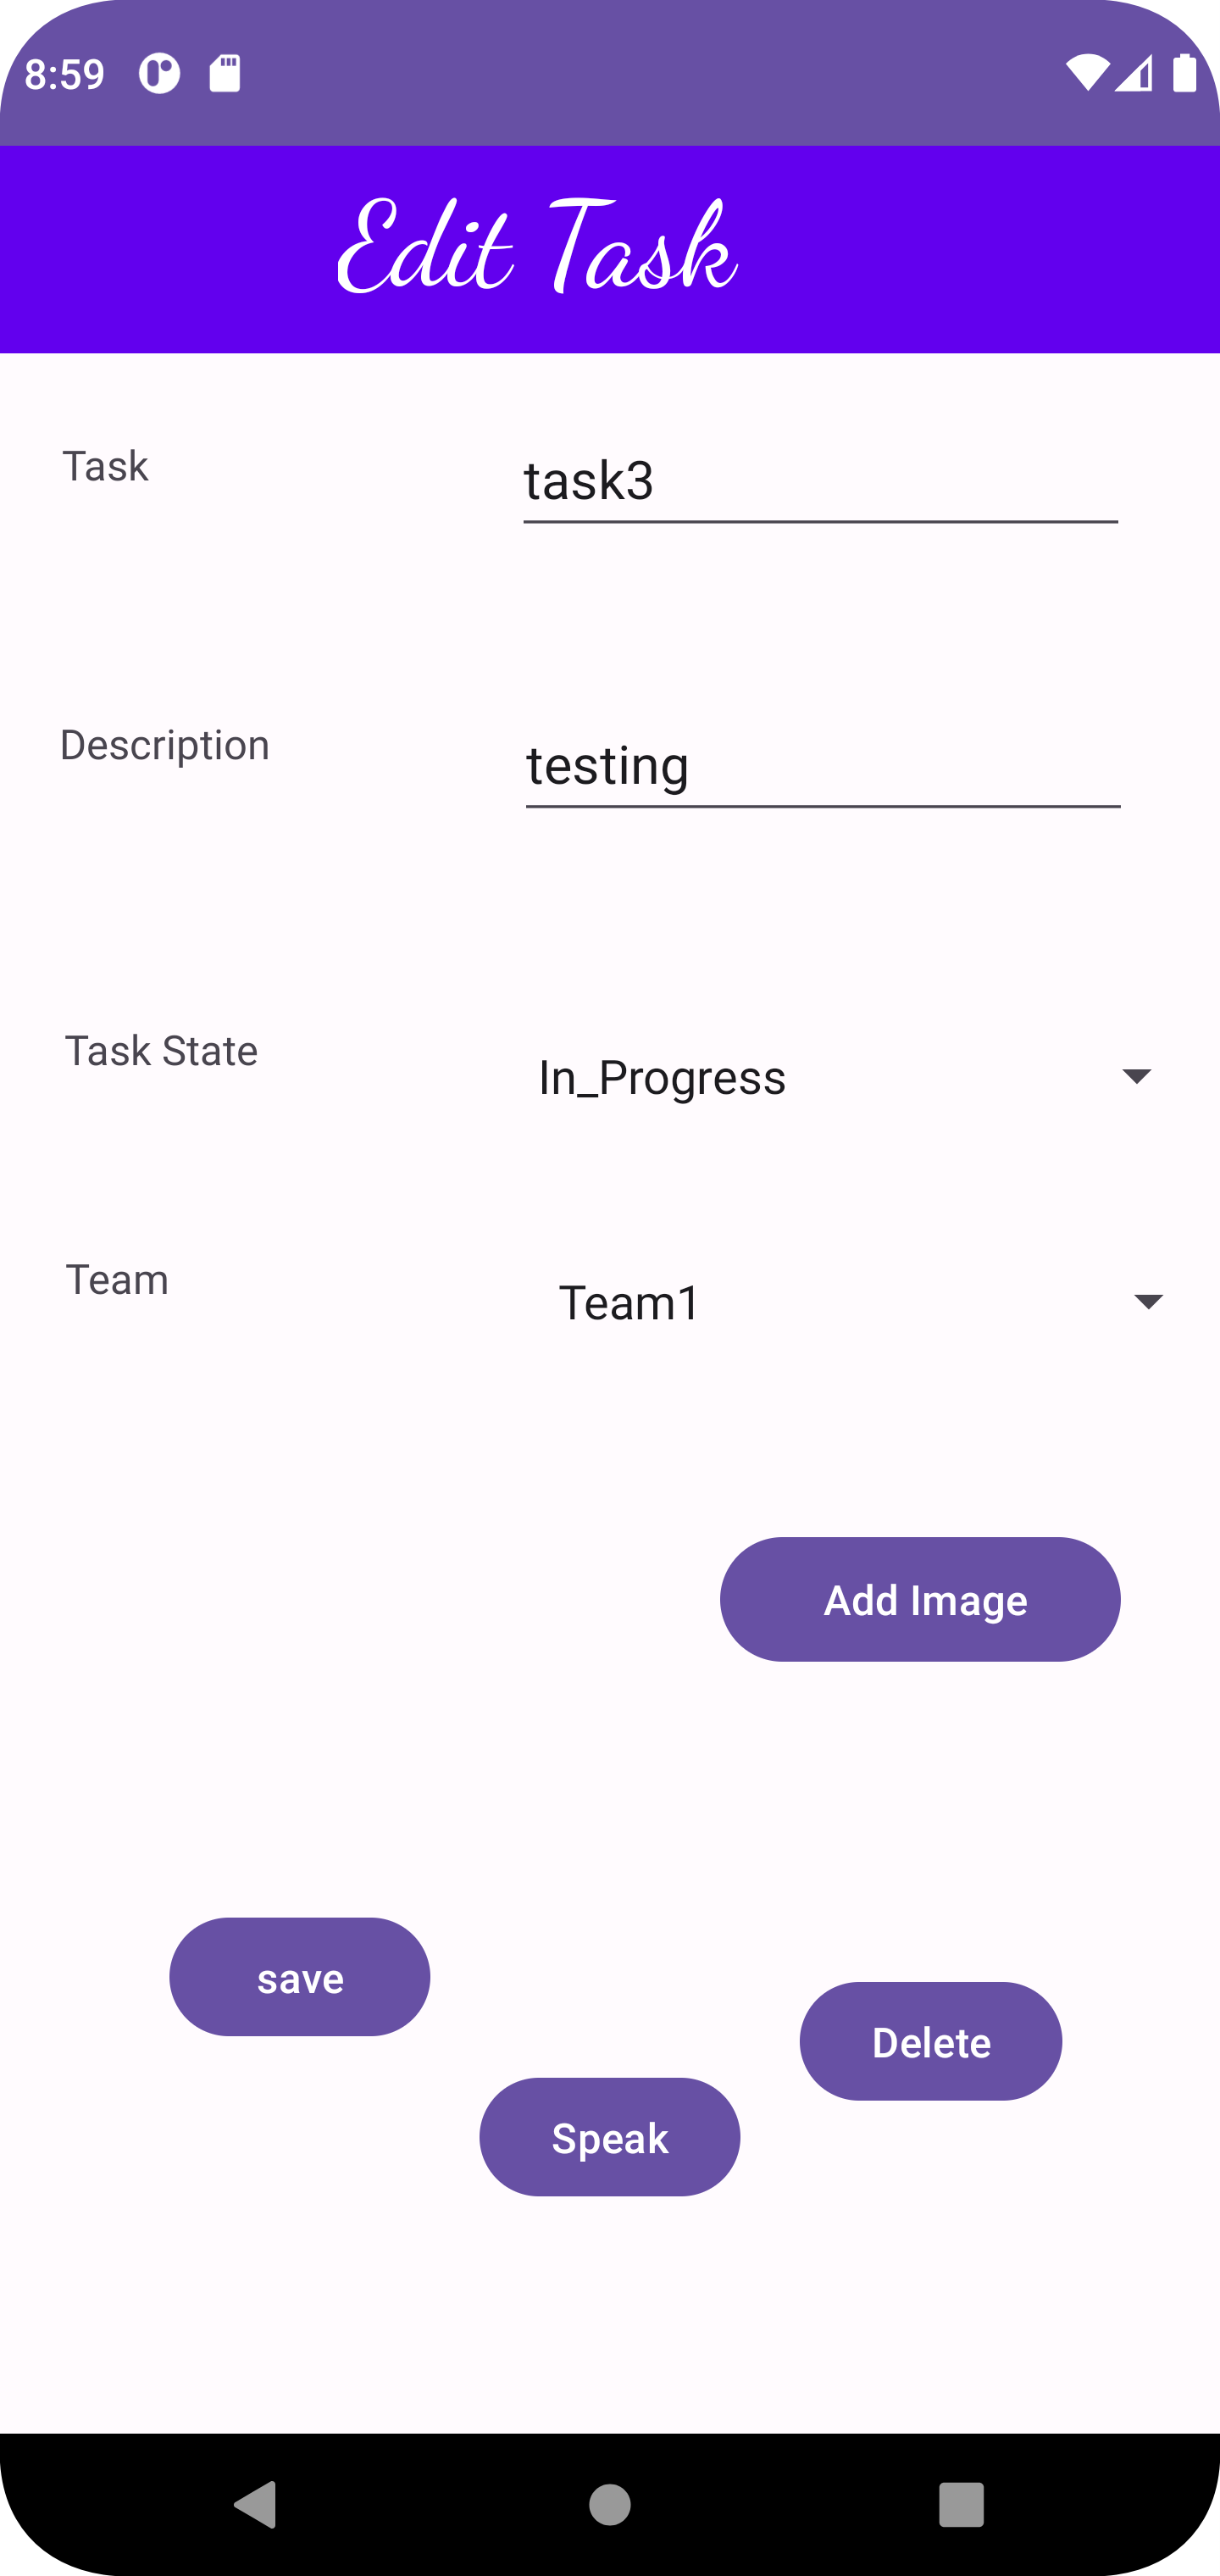 8:59
Edit Task
Task
task3
Description
testing
Task State
In_Progress
Team
Team1
Add Image
save
Delete
Speak